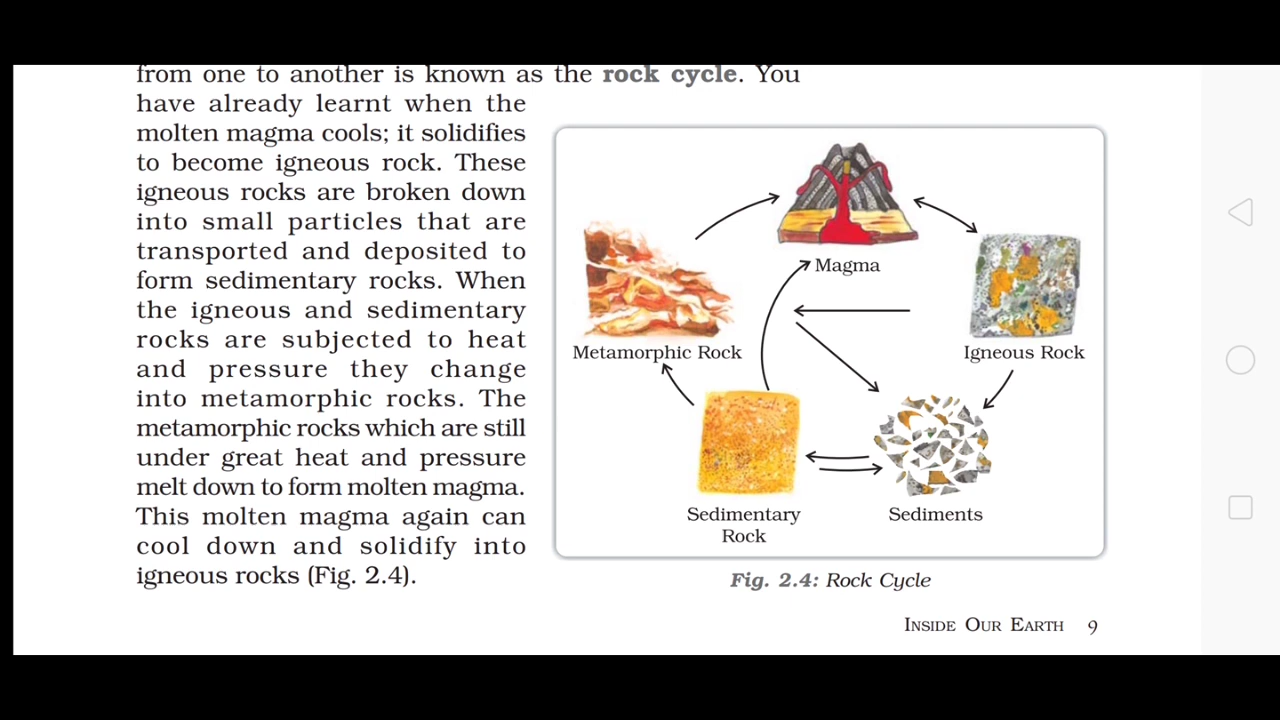 from one to another is known as the rock cycle. You
have already learnt when the
molten magma cools; it solidifies
to become igneous rock. These
igneous rocks are broken down
into small particles that are
transported and deposited to
form sedimentary rocks. When
the igneous and sedimentary
rocks are subjected to heat
and pressure they change
into metamorphic rocks. The
metamorphic rocks which are still
under great heat and pressure
melt down to form molten magma.
This molten magma again can
cool down and solidify into
igneous rocks (Fig. 2.4).
Magma
Metamorphic Rock
Igneous Rock
Sedimentary
Rock
Sediments
Fig. 2.4: Rock Cycle
INSIDE OUR EARTH 9